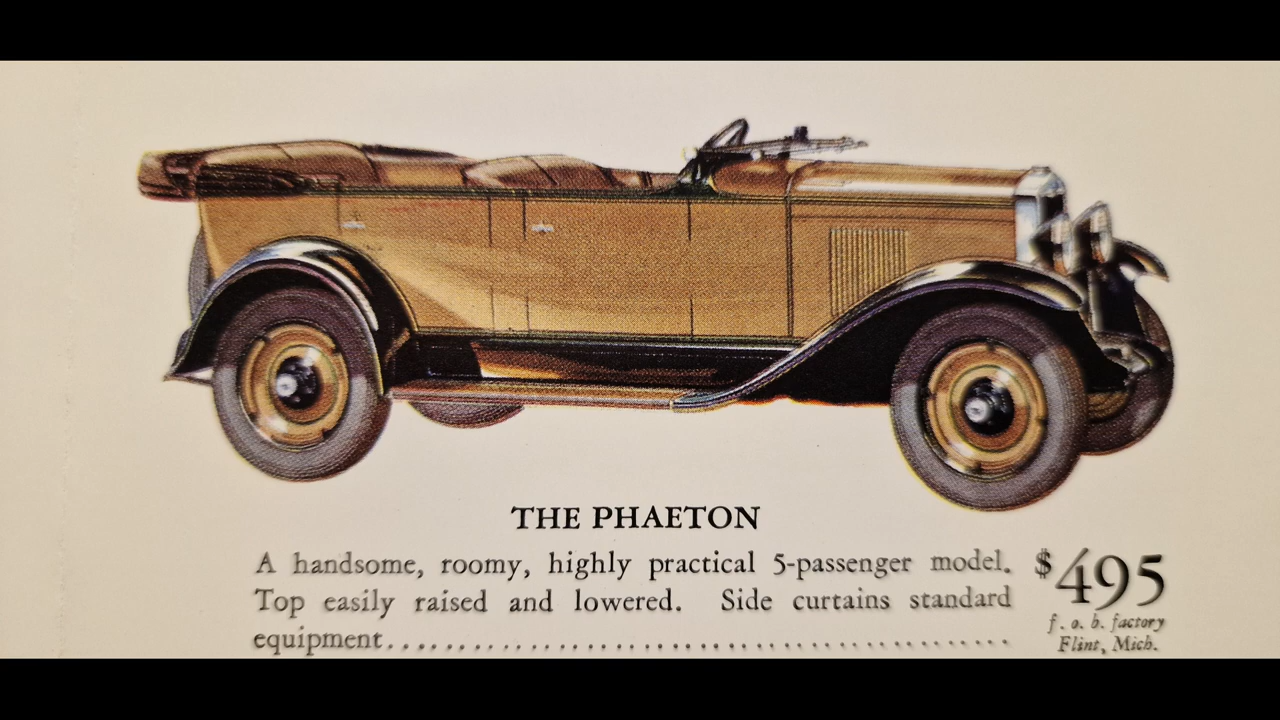 THE PHAETON
A handsome, roomy, highly practical 5-passenger model.
Top easily raised and lowered. Side curtains standard
equipment........................................
$495
f. o. b. factory
Flint, Mich.